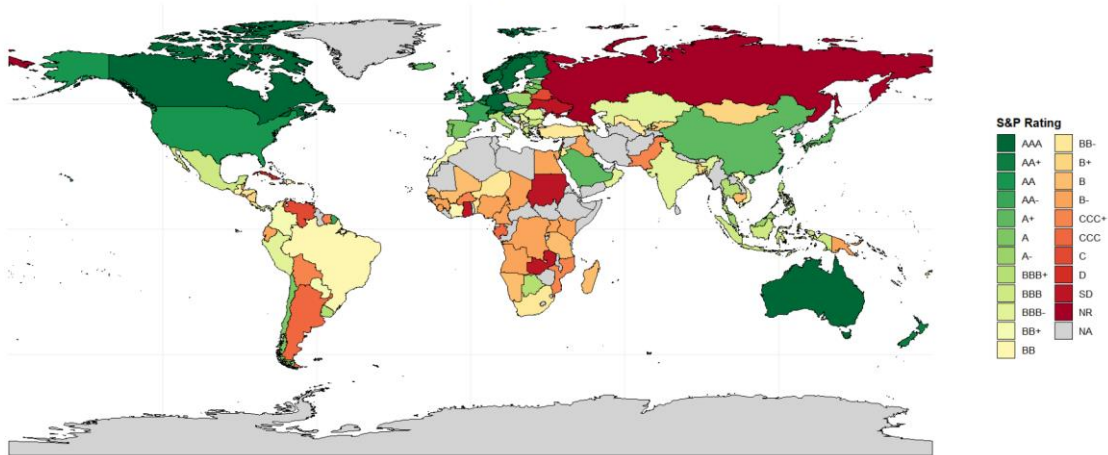 S&P Rating
AAA
AA+
AA
AA-
A+
A
A-
BBB+
BBB
BBB-
BB+
BB
BB-
B+
B
B-
CCC+
CCC
C
D
SD
NR
NA